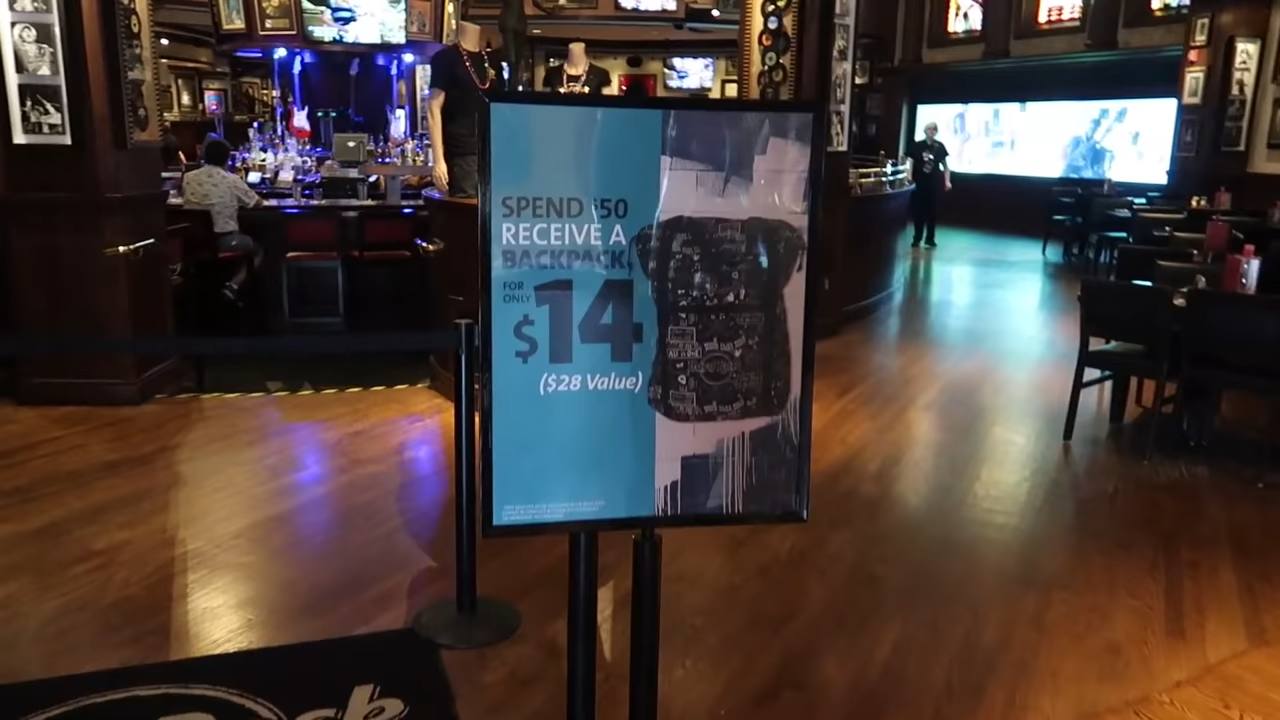 SPEND $50
RECEIVE A
BACKPACK,
FOR
ONLY
$14
($28 Value)